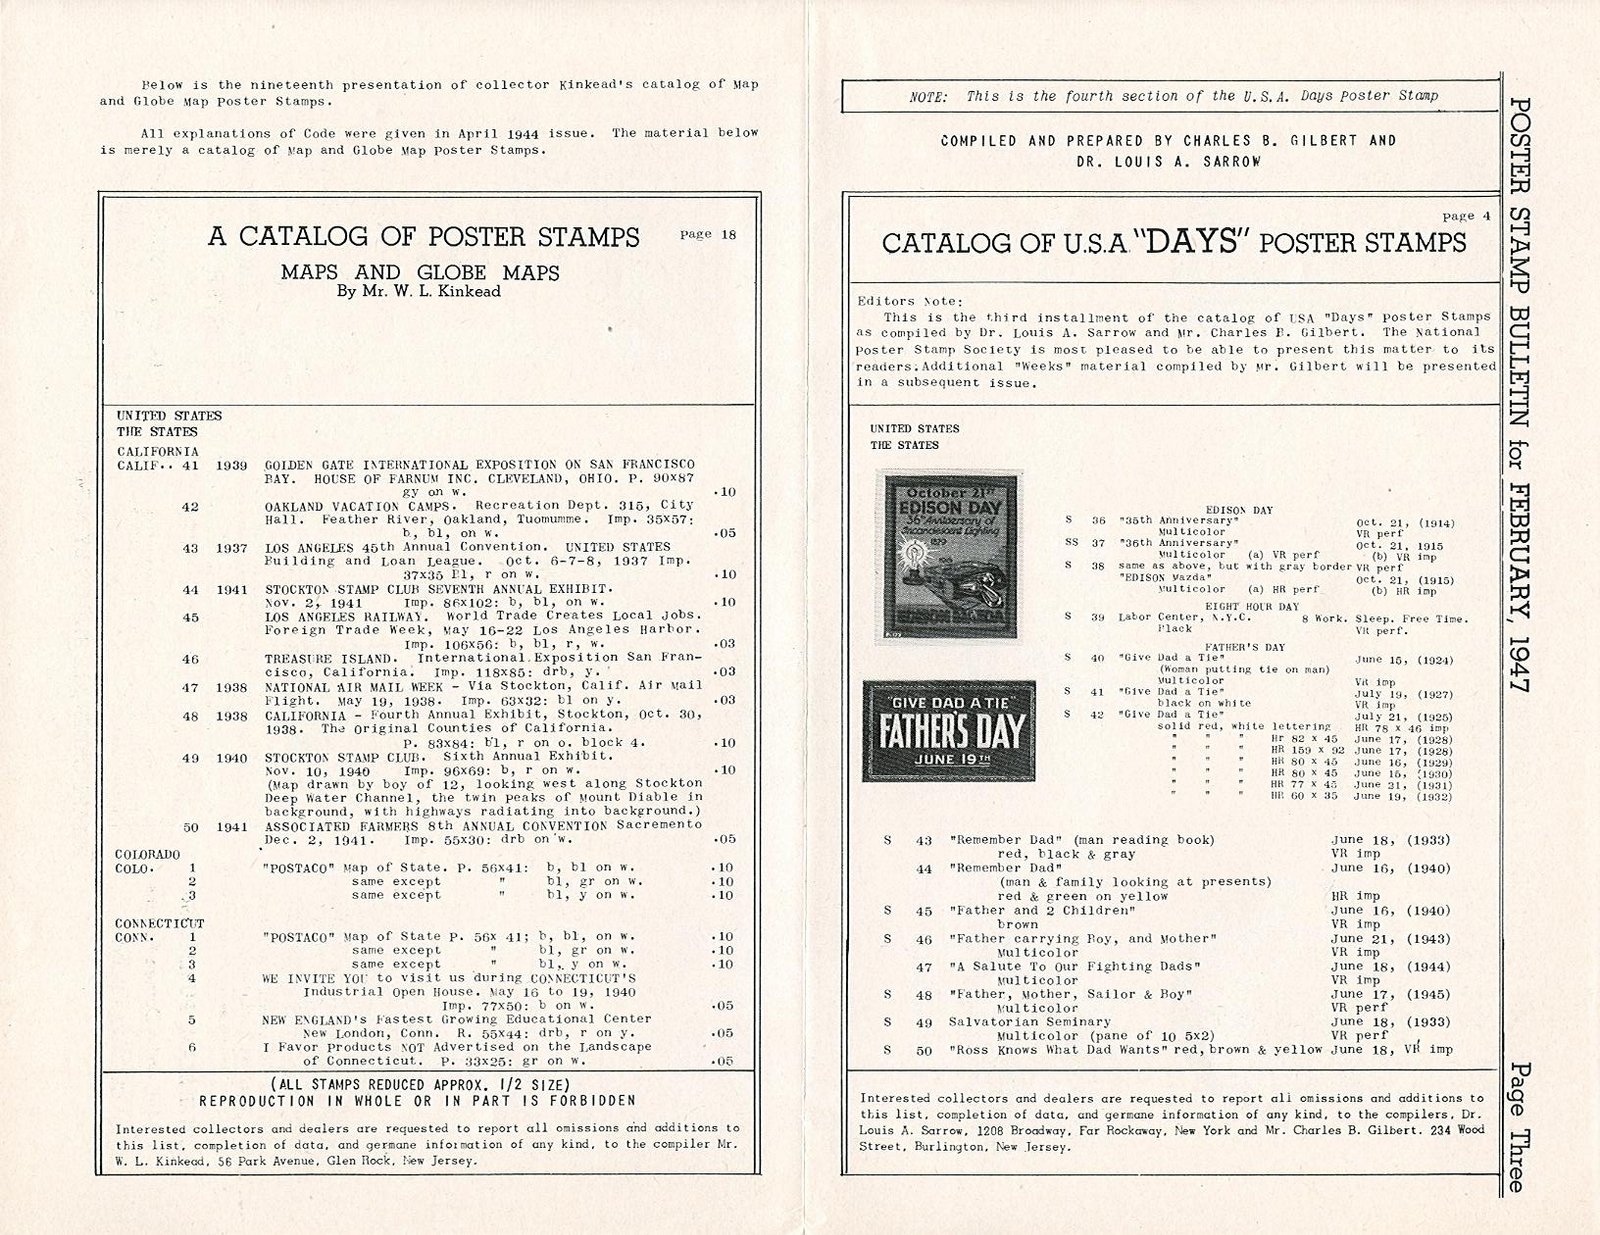 Below is the nineteenth presentation of collector Kinkead's catalog of Map
and Globe Map Poster Stamps.
All explanations of Code were given in April 1944 issue. The material below
is merely a catalog of Map and Globe Map Poster Stamps.
A CATALOG OF POSTER STAMPS Page 18
MAPS AND GLOBE MAPS
By Mr. W. L. Kinkead
UNITED STATES
THE STATES
CALIFORNIA
CALIF.. 41 1939 GOLDEN GATE INTERNATIONAL EXPOSITION ON SAN FRANCISCO
BAY. HOUSE OF FARNUM INC. CLEVELAND, OHIO. P. 90x87
gy on w. .10
42 OAKLAND VACATION CAMPS. Recreation Dept. 315, City
Hall. Feather River, Oakland, Tuomumme. Imp. 35x57:
b, bl, on w. .05
43 1937 LOS ANGELES 45th Annual Convention. UNITED STATES
Building and Loan League. Oct. 6-7-8, 1937 Imp.
37x35 Bl, r on w. .10
44 1941 STOCKTON STAMP CLUB SEVENTH ANNUAL EXHIBIT.
Nov. 2, 1941 Imp. 86x102: b, bl, on w. .10
45 LOS ANGELES RAILWAY. World Trade Creates Local Jobs.
Foreign Trade Week, May 16-22 Los Angeles Harbor.
Imp. 106x56: b, bl, r, w. .03
46 TREASURE ISLAND. International Exposition San Fran-
cisco, California. Imp. 118x85: drb, y. .03
47 1938 NATIONAL AIR MAIL WEEK - Via Stockton, Calif. Air Mail
Flight. May 19, 1938. Imp. 63x32: bl on y. .03
48 1938 CALIFORNIA - Fourth Annual Exhibit, Stockton, Oct. 30,
1938. The Original Counties of California.
P. 83x84: bl, r on o. block 4. .10
49 1940 STOCKTON STAMP CLUB. Sixth Annual Exhibit.
Nov. 10, 1940 Imp. 96x69: b, r on w. .10
(Map drawn by boy of 12, looking west along Stockton
Deep Water Channel, the twin peaks of Mount Diable in
background, with highways radiating into background.)
50 1941 ASSOCIATED FARMERS 8th ANNUAL CONVENTION Sacremento
Dec. 2, 1941. Imp. 55x30: drb on w. .05
COLORADO
COLO. 1 "POSTACO" Map of State. P. 56x41: b, bl on w. .10
2 same except " bl, gr on w. .10
3 same except " bl, y on w. .10
CONNECTICUT
CONN. 1 "POSTACO" Map of State P. 56x 41; b, bl, on w. .10
2 same except " bl, gr on w. .10
3 same except " bl, y on w. .10
4 WE INVITE YOU to visit us during CONNECTICUT'S
Industrial Open House. May 16 to 19, 1940
Imp. 77x50: b on w. .05
5 NEW ENGLAND's Fastest Growing Educational Center
New London, Conn. R. 55x44: drb, r on y. .05
6 I Favor Products NOT Advertised on the Landscape
of Connecticut. P. 33x25: gr on w. .05
(ALL STAMPS REDUCED APPROX. 1/2 SIZE)
REPRODUCTION IN WHOLE OR IN PART IS FORBIDDEN
Interested collectors and dealers are requested to report all omissions and additions to
this list, completion of data, and germane information of any kind, to the compiler Mr.
W. L. Kinkead, 56 Park Avenue, Glen Rock, New Jersey.
NOTE: This is the fourth section of the U.S.A. Days Poster Stamp
COMPILED AND PREPARED BY CHARLES B. GILBERT AND
DR. LOUIS A. SARROW
page 4
CATALOG OF U.S.A. "DAYS" POSTER STAMPS
Editors Note:
This is the third installment of the catalog of USA "Days" Poster Stamps
as compiled by Dr. Louis A. Sarrow and Mr. Charles B. Gilbert. The National
Poster Stamp Society is most pleased to be able to present this matter to its
readers. Additional "Weeks" material compiled by Mr. Gilbert will be presented
in a subsequent issue.
UNITED STATES
THE STATES
October 21st
EDISON DAY
36th Anniversary of
Incandescent Lighting
1879
EDISON MAZDA
EDISON DAY
S 36 "35th Anniversary" Oct. 21, (1914)
Multicolor VR perf
SS 37 "36th Anniversary" Oct. 21, 1915
Multicolor (a) VR perf (b) VR imp
S 38 same as above, but with gray border VR perf
"EDISON Mazda" Oct. 21, (1915)
Multicolor (a) HR perf (b) HR imp
EIGHT HOUR DAY
S 39 Labor Center, N.Y.C. 8 Work. Sleep. Free Time.
Black VR perf.
FATHER'S DAY
S 40 "Give Dad a Tie" June 15, (1924)
(Woman putting tie on man)
Multicolor VR imp
S 41 "Give Dad a Tie" July 19, (1927)
black on white VR imp
S 42 "Give Dad a Tie" July 21, (1925)
solid red, white lettering HR 78 x 46 imp
" " " Hr 82 x 45 June 17, (1928)
" " " HR 159 x 92 June 17, (1928)
" " " HR 80 x 45 June 16, (1929)
" " " HR 80 x 45 June 15, (1930)
" " " HR 77 x 45 June 21, (1931)
" " " HR 60 x 35 June 19, (1932)
"GIVE DAD A TIE"
FATHER'S DAY
JUNE 19TH
S 43 "Remember Dad" (man reading book) June 18, (1933)
red, black & gray VR imp
44 "Remember Dad" June 16, (1940)
(man & family looking at presents)
red & green on yellow HR imp
S 45 "Father and 2 Children" June 16, (1940)
brown VR imp
S 46 "Father carrying Boy, and Mother" June 21, (1943)
Multicolor VR imp
47 "A Salute To Our Fighting Dads" June 18, (1944)
Multicolor VR imp
S 48 "Father, Mother, Sailor & Boy" June 17, (1945)
Multicolor VR perf
S 49 Salvatorian Seminary June 18, (1933)
Multicolor (pane of 10 5x2) VR perf
S 50 "Ross Knows What Dad Wants" red, brown & yellow June 18, VR imp
Interested collectors and dealers are requested to report all omissions and additions to
this list, completion of data, and germane information of any kind, to the compilers, Dr.
Louis A. Sarrow, 1208 Broadway, Far Rockaway, New York and Mr. Charles B. Gilbert. 234 Wood
Street, Burlington, New Jersey.
POSTER STAMP BULLETIN for FEBRUARY, 1947
Page Three